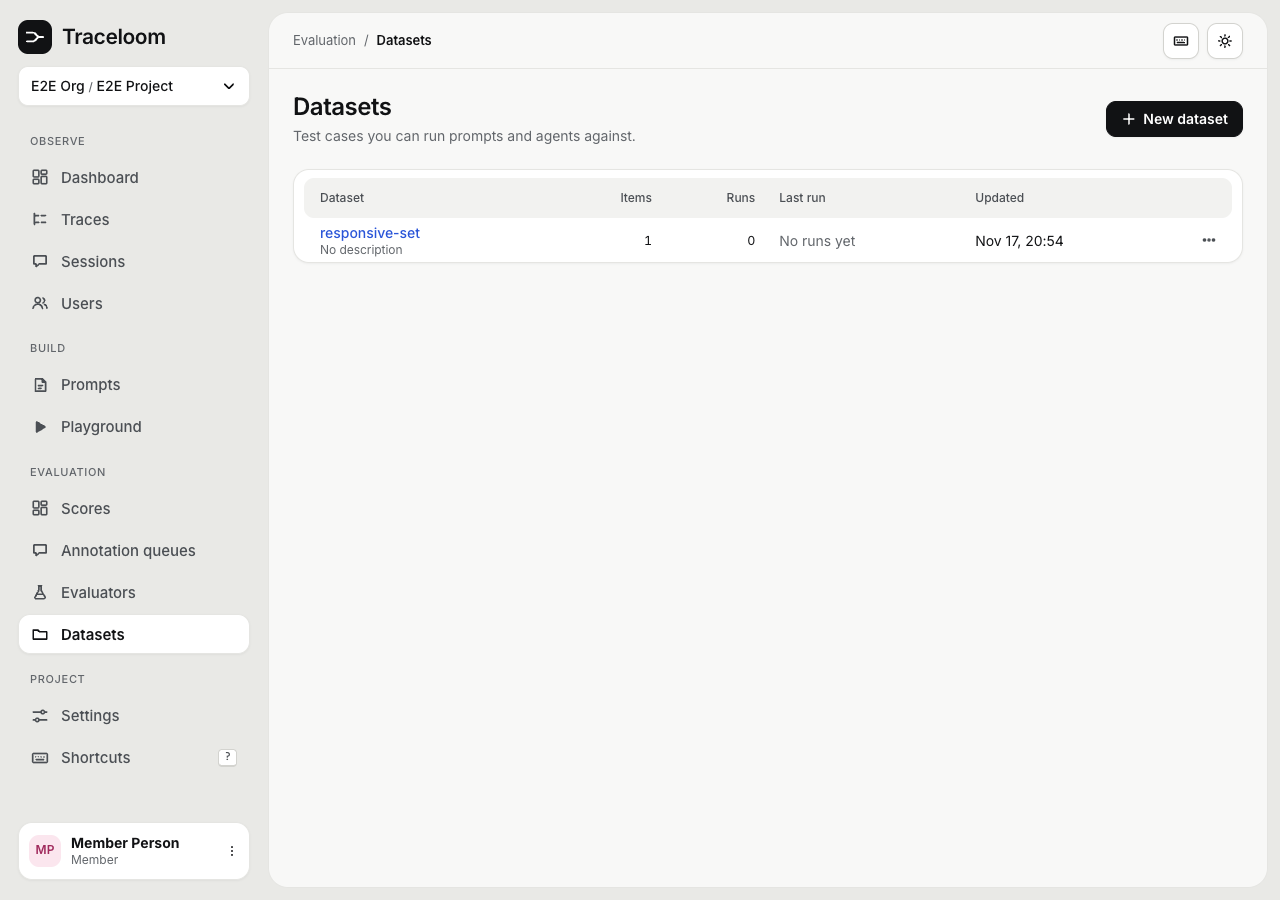 Traceloom
E2E Org / E2E Project
OBSERVE
Dashboard
Traces
Sessions
Users
BUILD
Prompts
Playground
EVALUATION
Scores
Annotation queues
Evaluators
Datasets
PROJECT
Settings
Shortcuts ?
MP
Member Person
Member
Evaluation / Datasets
Datasets
Test cases you can run prompts and agents against.
New dataset
Dataset Items Runs Last run Updated
responsive-set 1 0 No runs yet Nov 17, 20:54
No description